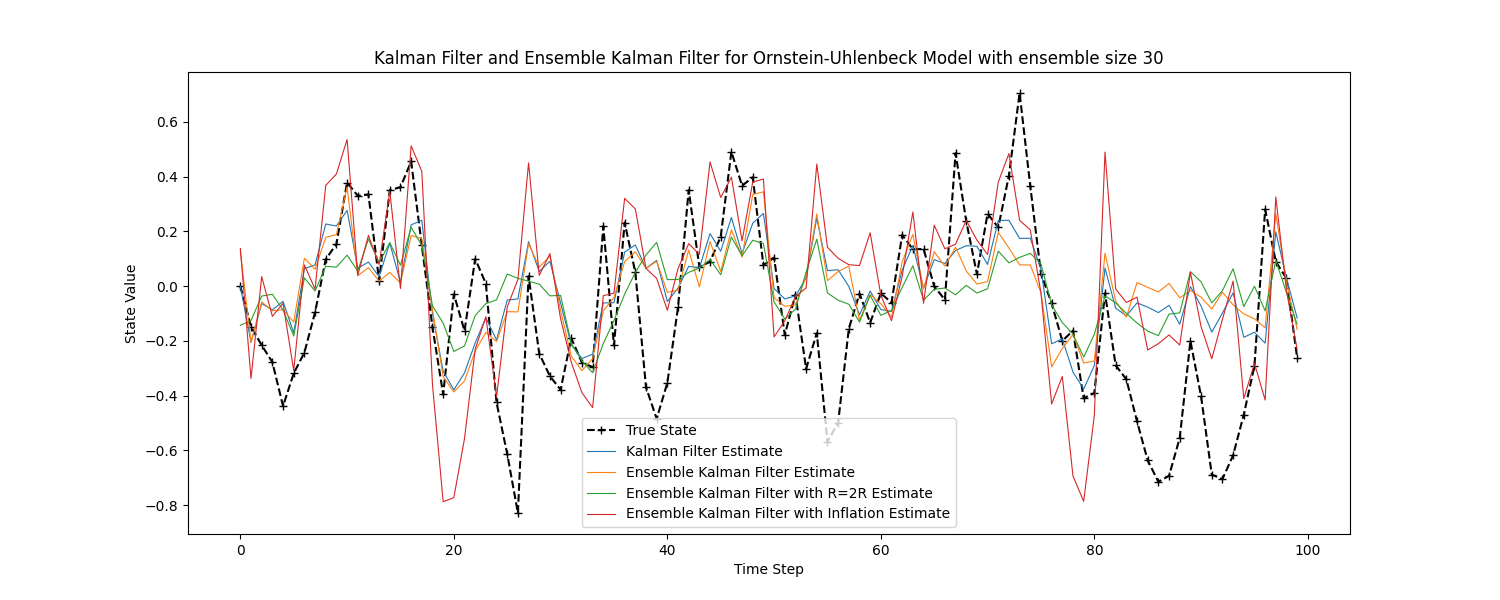 Kalman Filter and Ensemble Kalman Filter for Ornstein-Uhlenbeck Model with ensemble size 30
State Value
0.6
0.4
0.2
0.0
−0.2
−0.4
−0.6
−0.8
True State
Kalman Filter Estimate
Ensemble Kalman Filter Estimate
Ensemble Kalman Filter with R=2R Estimate
Ensemble Kalman Filter with Inflation Estimate
0 20 40 60 80 100
Time Step